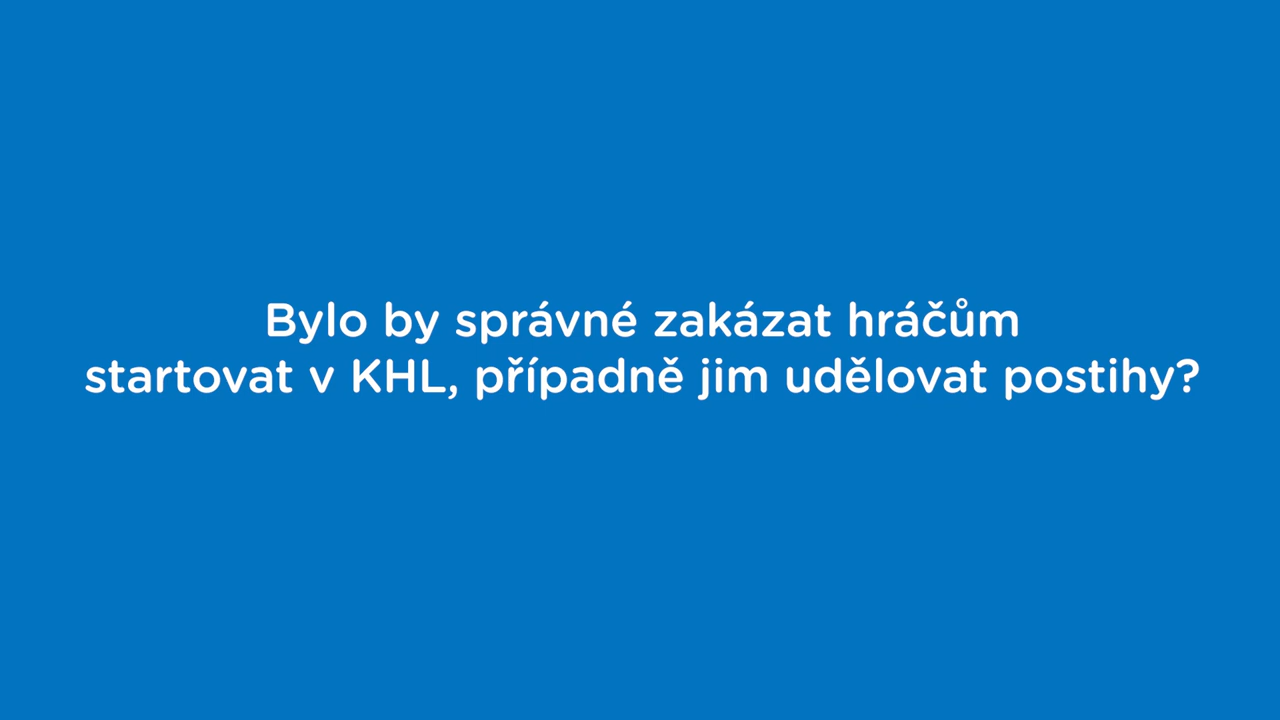 Bylo by správné zakázat hráčům
startovat v KHL, případně jim udělovat postihy?